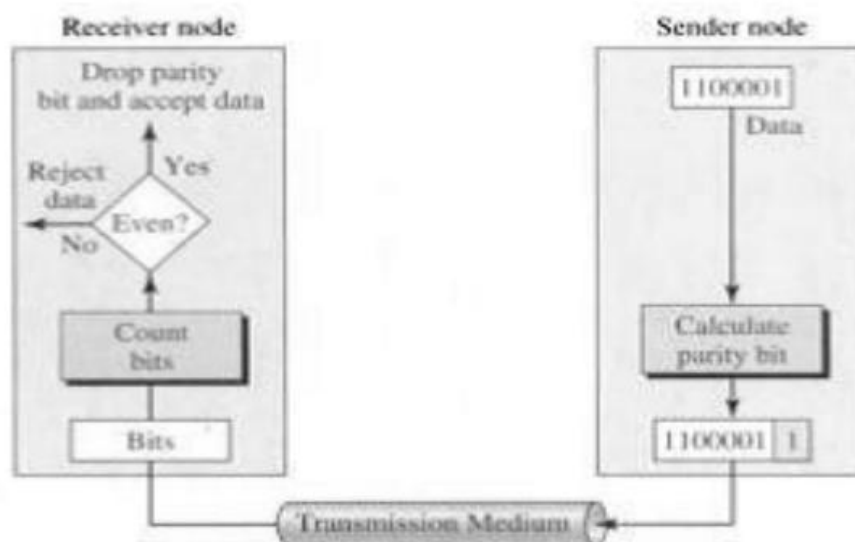 Receiver node
Drop parity
bit and accept data
Yes
Reject
data
No
Even?
Count
bits
Bits
Sender node
1100001
Data
Calculate
parity bit
1100001 1
Transmission Medium